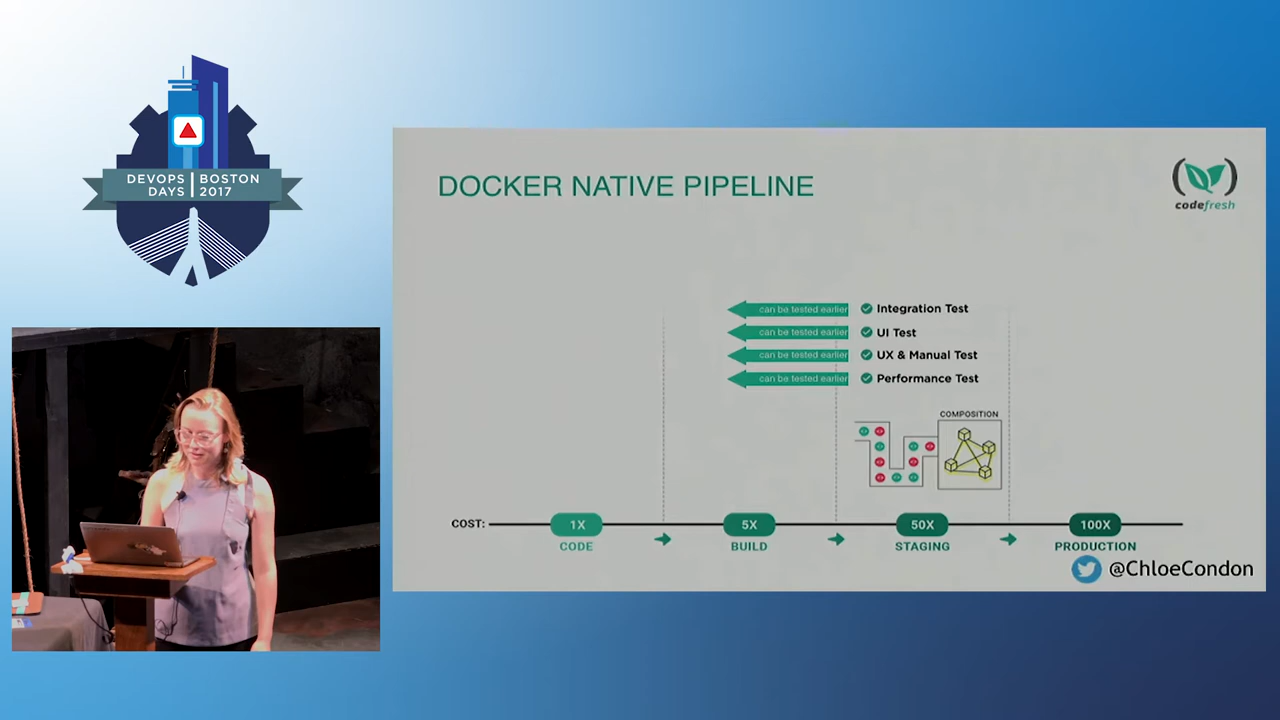 DEVOPS BOSTON
DAYS 2017
DOCKER NATIVE PIPELINE
codefresh
can be tested earlier Integration Test
can be tested earlier UI Test
can be tested earlier UX & Manual Test
can be tested earlier Performance Test
COMPOSITION
COST: 1X 5X 50X 100X
CODE BUILD STAGING PRODUCTION
@ChloeCondon